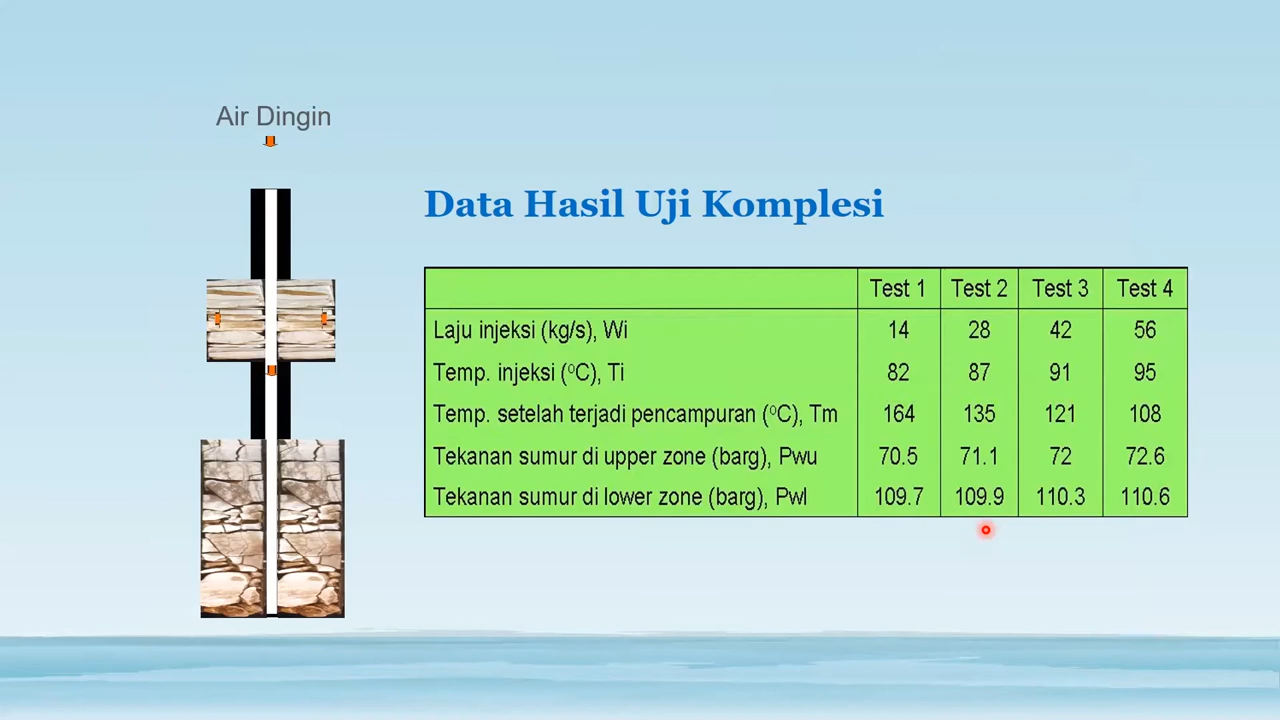 Air Dingin
Data Hasil Uji Komplesi
Test 1 Test 2 Test 3 Test 4
Laju injeksi (kg/s), Wi 14 28 42 56
Temp. injeksi (⁰C), Ti 82 87 91 95
Temp. setelah terjadi pencampuran (⁰C), Tm 164 135 121 108
Tekanan sumur di upper zone (barg), Pwu 70.5 71.1 72 72.6
Tekanan sumur di lower zone (barg), Pwl 109.7 109.9 110.3 110.6